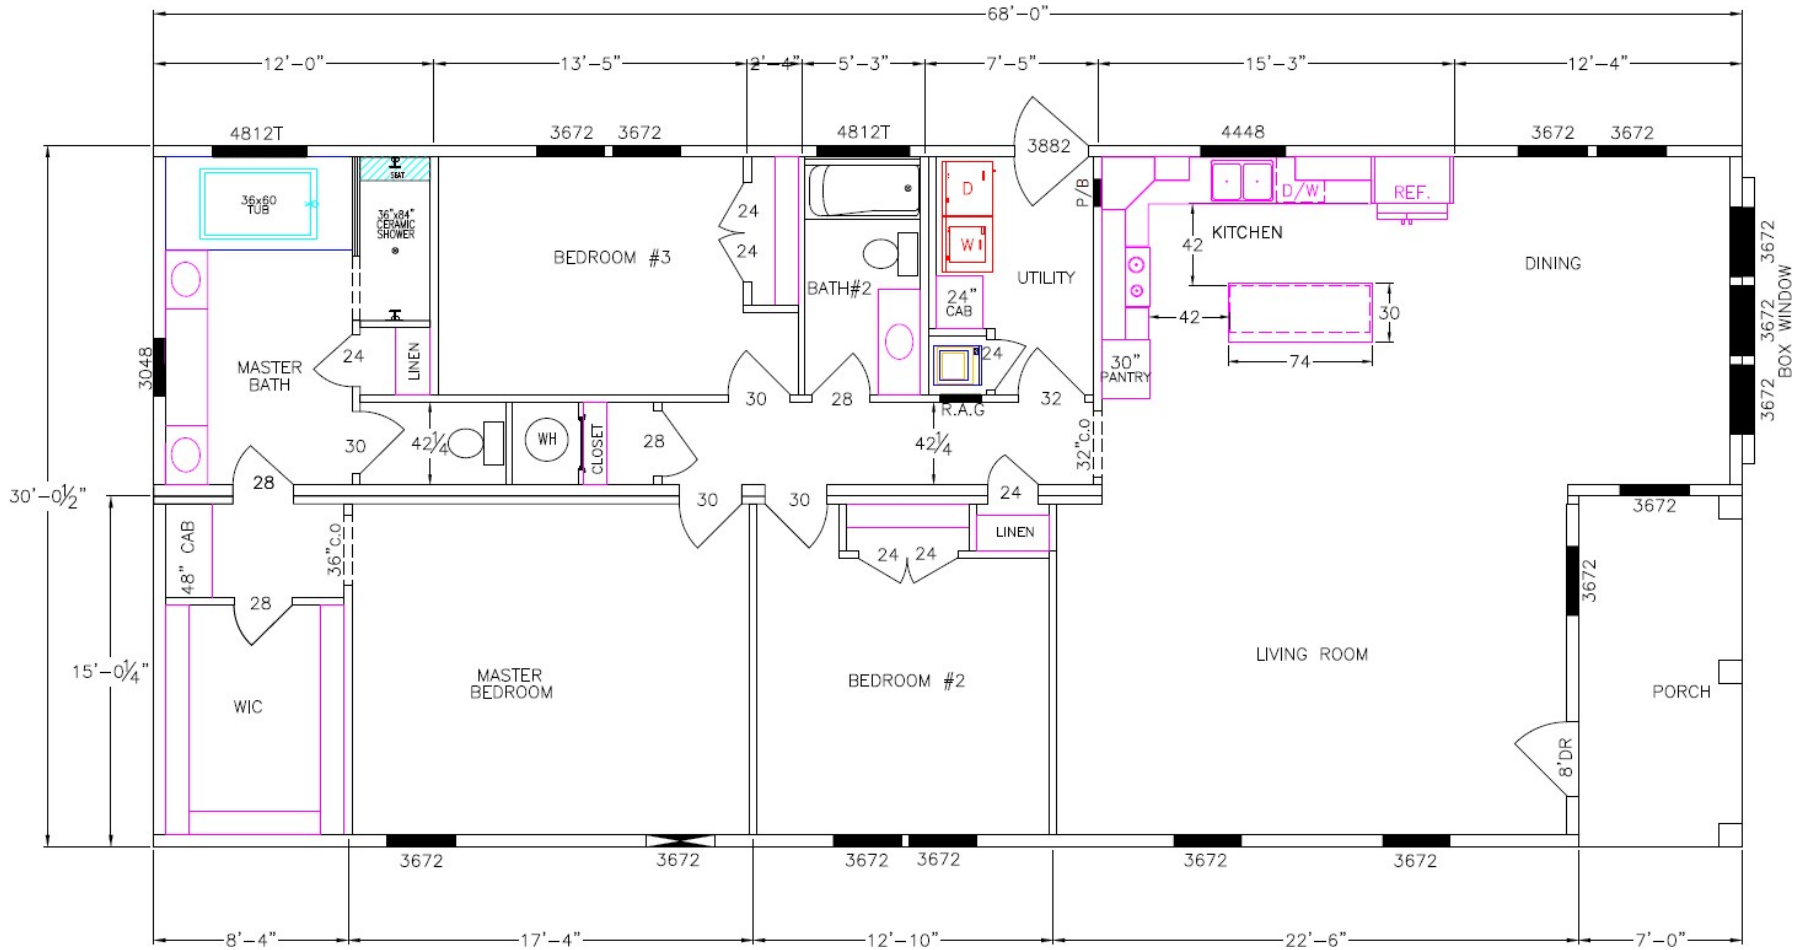 68'-0"
12'-0" 13'-5" 2'-4" 5'-3" 7'-5" 15'-3" 12'-4"
4812T 3672 3672 4812T 3882 4448 3672 3672
36x60
TUB
SEAT
36"x84"
CERAMIC
SHOWER
24
24
BEDROOM #3
BATH#2
D
W
24"
CAB
UTILITY
P/B
D/W
REF.
KITCHEN
42
42
30
74
DINING
3672
3672
3672
BOX WINDOW
3048
MASTER
BATH
24
LINEN
30
28
24
32
30"
PANTRY
R.A.G
30
42¼
WH
CLOSET
28
42¼
32"C.O
28
30
30
24
30'-0½"
15'-0¼"
48" CAB
36"C.O
28
WIC
MASTER
BEDROOM
24 24
LINEN
BEDROOM #2
LIVING ROOM
3672
3672
PORCH
8'DR
3672 3672 3672 3672 3672 3672
8'-4" 17'-4" 12'-10" 22'-6" 7'-0"